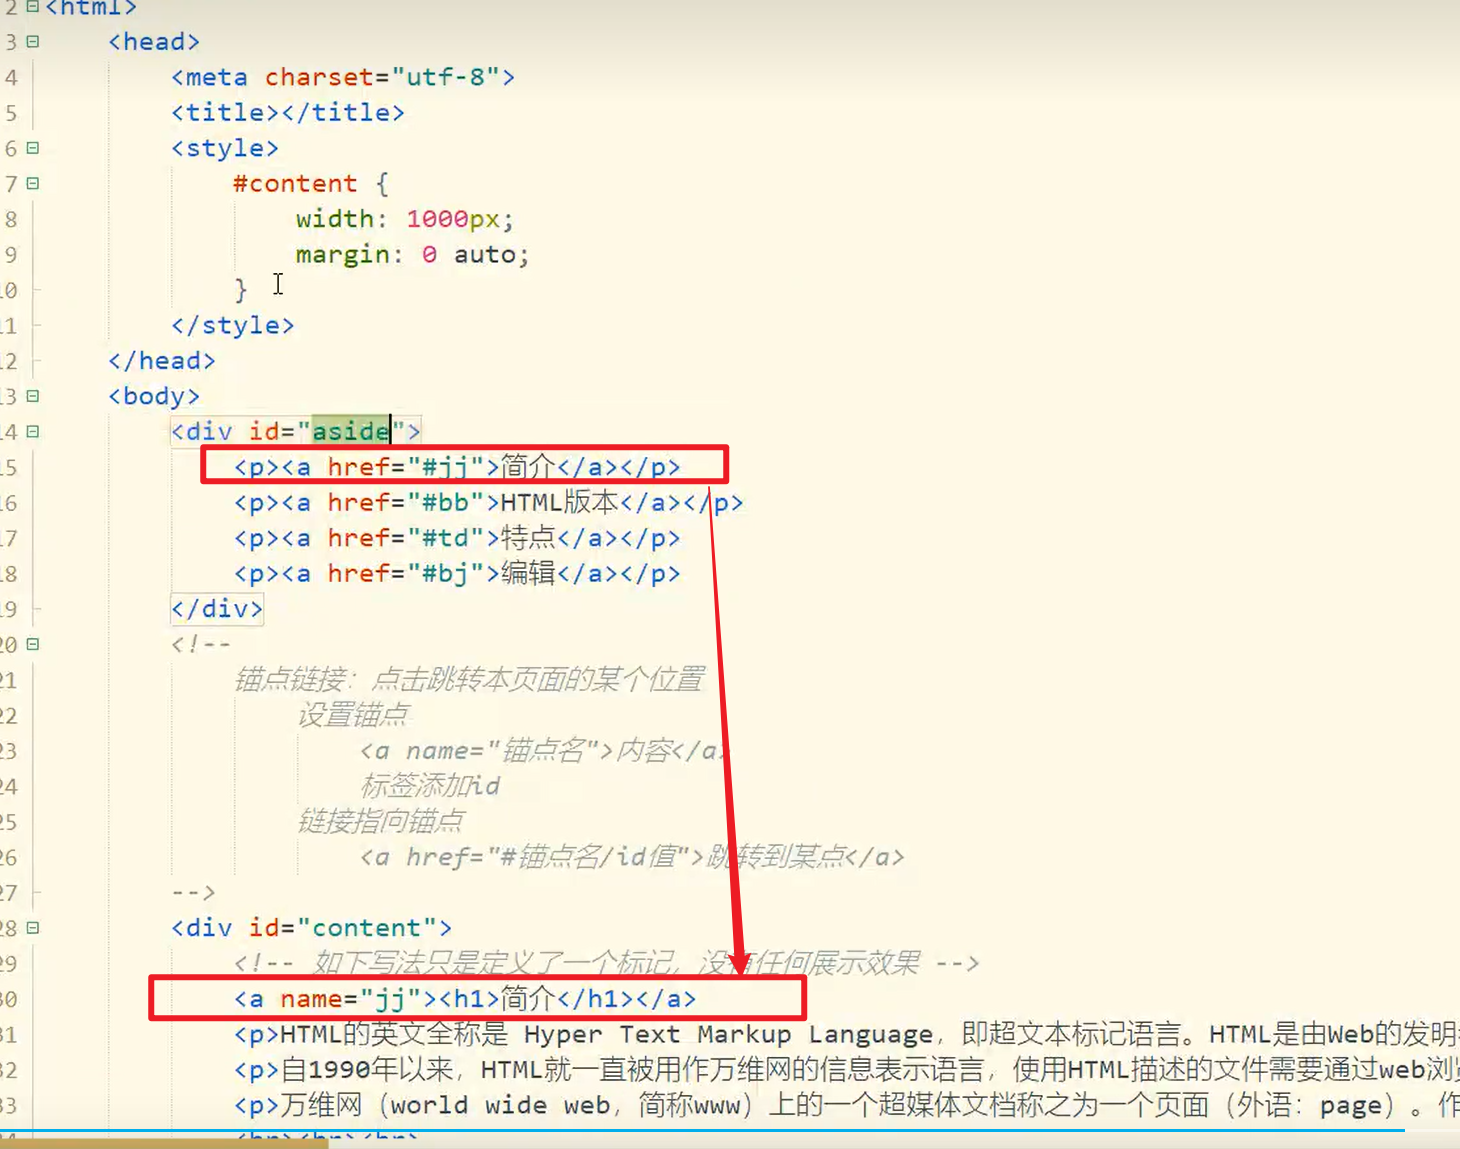 2 <html>
3 <head>
4 <meta charset="utf-8">
5 <title></title>
6 <style>
7 #content {
8 width: 1000px;
9 margin: 0 auto;
10 }
11 </style>
12 </head>
13 <body>
14 <div id="aside">
15 <p><a href="#jj">简介</a></p>
16 <p><a href="#bb">HTML版本</a></p>
17 <p><a href="#td">特点</a></p>
18 <p><a href="#bj">编辑</a></p>
19 </div>
20 <!--
21 锚点链接：点击跳转本页面的某个位置
22 设置锚点
23 <a name="锚点名">内容</a>
24 标签添加id
25 链接指向锚点
26 <a href="#锚点名/id值">跳转到某点</a>
27 -->
28 <div id="content">
29 <!-- 如下写法只是定义了一个标记，没有任何展示效果 -->
30 <a name="jj"><h1>简介</h1></a>
31 <p>HTML的英文全称是 Hyper Text Markup Language，即超文本标记语言。HTML是由Web的发明
32 <p>自1990年以来，HTML就一直被用作万维网的信息表示语言，使用HTML描述的文件需要通过web浏
33 <p>万维网（world wide web，简称www）上的一个超媒体文档称之为一个页面（外语：page）。作
<br><br><br>